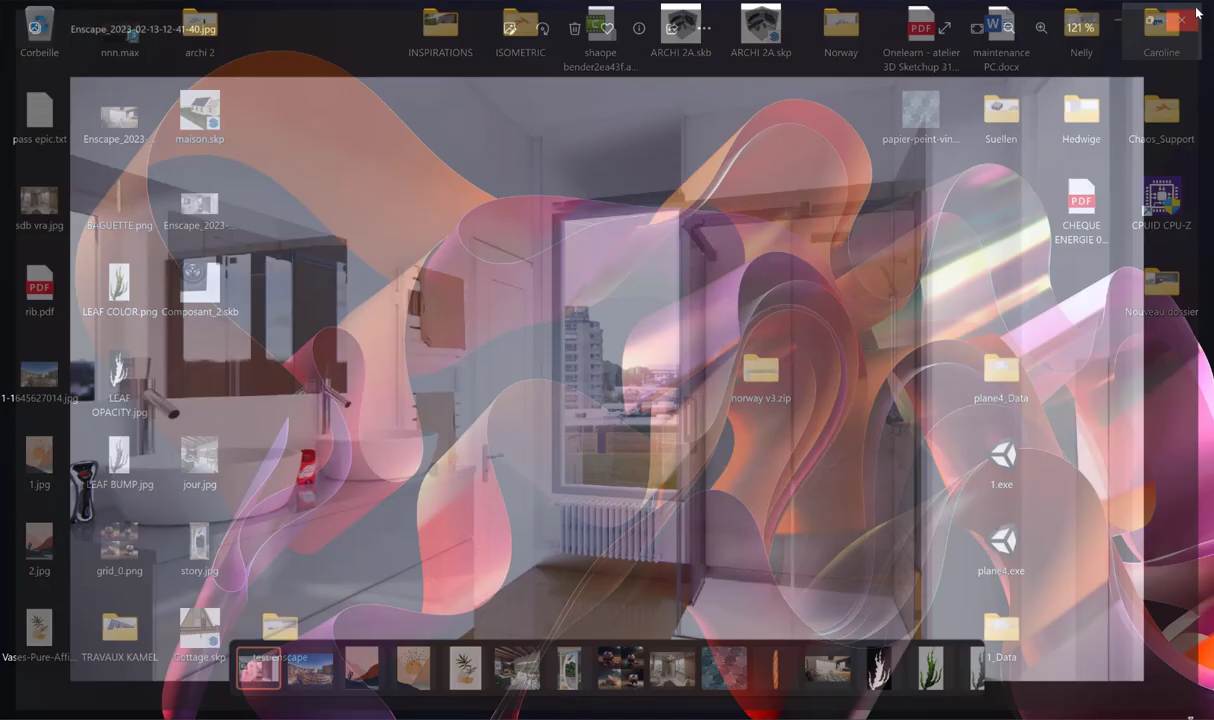 Enscape_2023-02-13-12-41-40.jpg
121 %
Corbeille
nnn.max
archi 2
INSPIRATIONS
ISOMETRIC
shaope
bender2ea43f.a...
ARCHI 2A.skb
ARCHI 2A.skp
Norway
Onelearn - atelier
3D Sketchup 31...
maintenance
PC.docx
Nelly
Caroline
pass epic.txt
Enscape_2023-...
maison.skp
papier-peint-vin...
Suellen
Hedwige
Chaos_Support
sdb vra.jpg
BAGUETTE.png
Enscape_2023-...
CHEQUE
ENERGIE 0...
CPUID CPU-Z
rib.pdf
LEAF COLOR.png
Composant_2.skb
Nouveau dossier
1-1645627014.jpg
LEAF
OPACITY.jpg
norway v3.zip
plane4_Data
1.jpg
LEAF BUMP.jpg
jour.jpg
1.exe
2.jpg
grid_0.png
story.jpg
plane4.exe
Vases-Pure-Affi...
TRAVAUX KAMEL
Cottage.skp
test enscape
1_Data
PDF
PDF
PDF